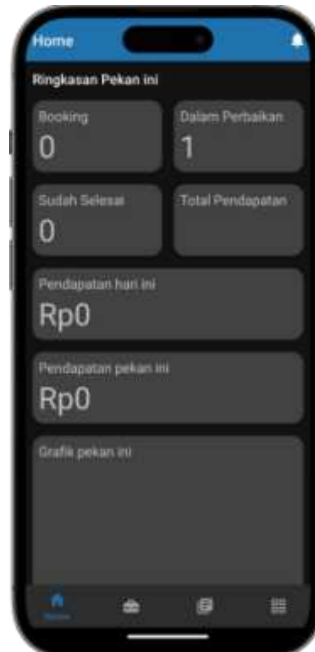 Home
Ringkasan Pekan ini
Booking
0
Dalam Perbaikan
1
Sudah Selesai
0
Total Pendapatan
Pendapatan hari ini
Rp0
Pendapatan pekan ini
Rp0
Grafik pekan ini
Home